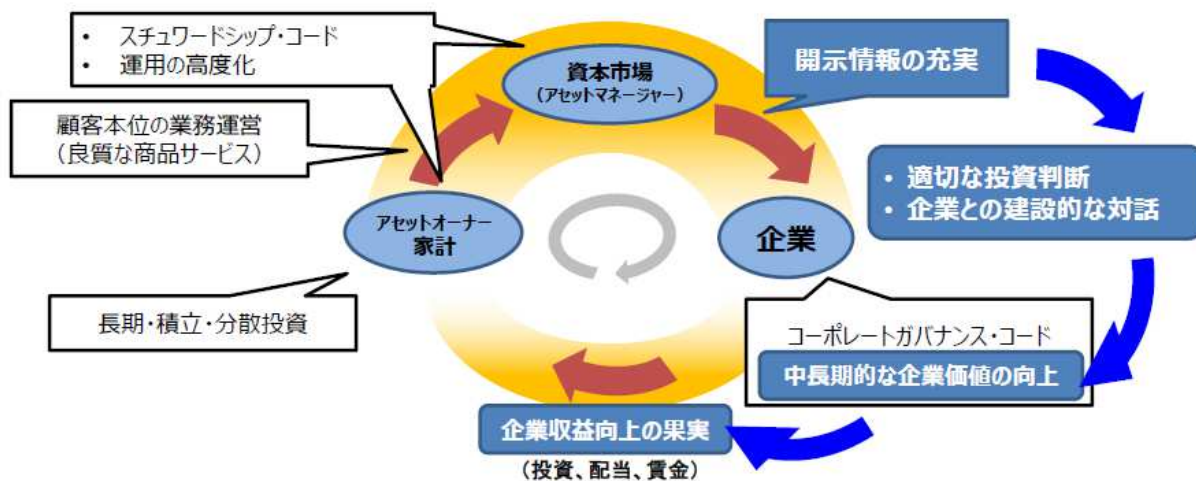 • スチュワードシップ・コード
• 運用の高度化
資本市場
（アセットマネージャー）
開示情報の充実
顧客本位の業務運営
（良質な商品サービス）
• 適切な投資判断
• 企業との建設的な対話
アセットオーナー
家計
企業
長期・積立・分散投資
コーポレートガバナンス・コード
中長期的な企業価値の向上
企業収益向上の果実
（投資、配当、賃金）